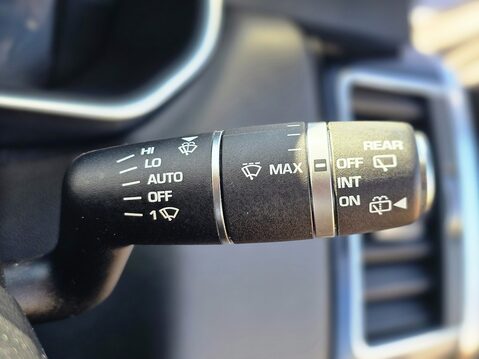 HI
LO
AUTO
OFF
1
MAX
REAR
OFF
INT
ON